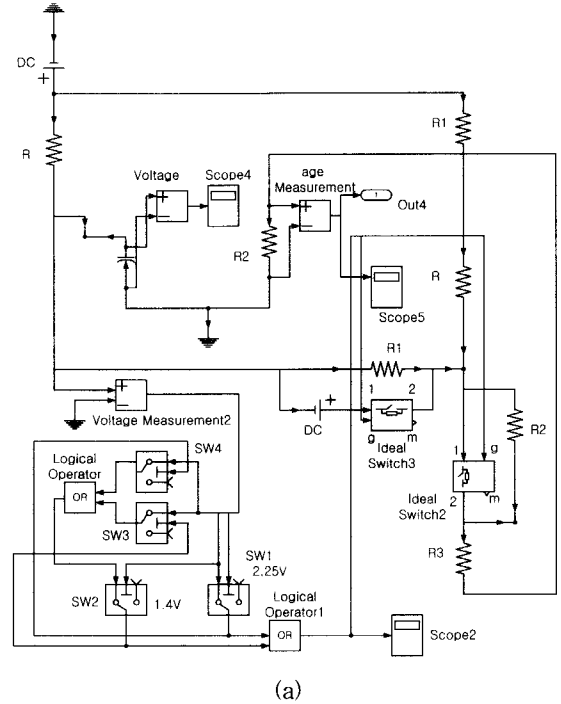 DC
+
R1
R
Voltage
Scope4
age
Measurement
1
Out4
+
−
+
−
R2
R
Scope5
R1
+
−
Voltage Measurement2
1
2
DC
+
g
m
Ideal
Switch3
R2
1
g
2
m
Ideal
Switch2
SW4
Logical
Operator
OR
SW3
SW1
2.25V
R3
SW2
1.4V
Logical
Operator1
OR
Scope2
(a)